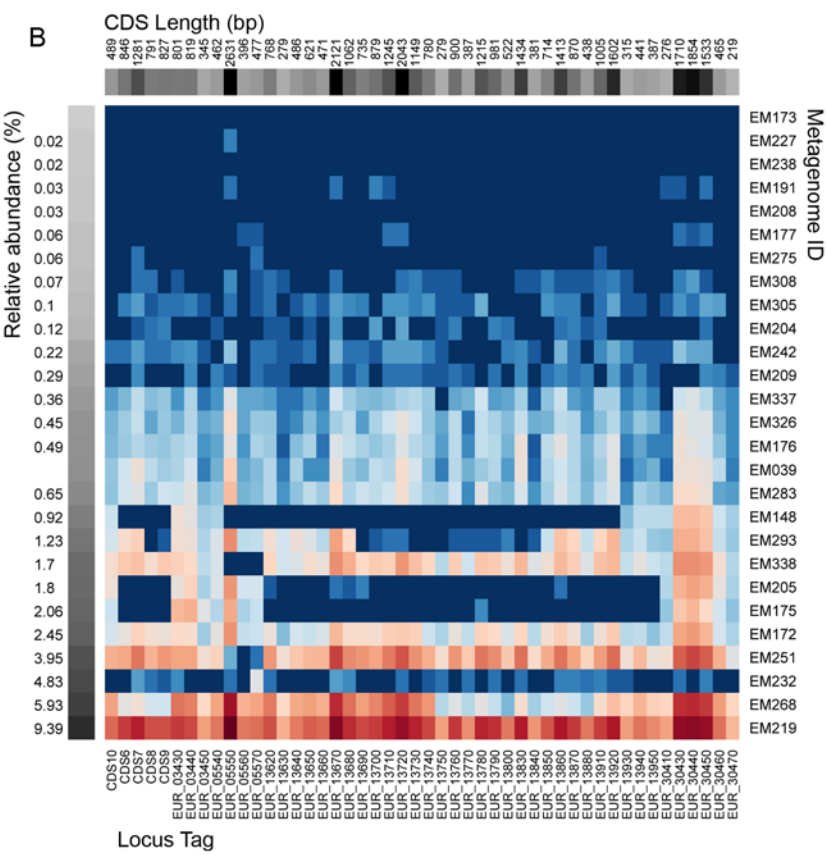 B
CDS Length (bp)
489 846 1281 791 827 801 819 345 462 2631 396 477 768 279 486 621 471 2121 1062 735 879 1245 2043 1149 780 279 900 387 1215 981 522 1434 381 714 1413 870 438 1005 1602 315 441 387 276 1710 1854 1533 465 219
Relative abundance (%)
Metagenome ID
EM173
0.02 EM227
0.02 EM238
0.03 EM191
0.03 EM208
0.06 EM177
0.06 EM275
0.07 EM308
0.1 EM305
0.12 EM204
0.22 EM242
0.29 EM209
0.36 EM337
0.45 EM326
0.49 EM176
EM039
0.65 EM283
0.92 EM148
1.23 EM293
1.7 EM338
1.8 EM205
2.06 EM175
2.45 EM172
3.95 EM251
4.83 EM232
5.93 EM268
9.39 EM219
CDS10 CDS6 CDS7 CDS8 CDS9 EUR_03430 EUR_03440 EUR_03450 EUR_05540 EUR_05550 EUR_05560 EUR_05570 EUR_13620 EUR_13630 EUR_13640 EUR_13650 EUR_13660 EUR_13670 EUR_13680 EUR_13690 EUR_13700 EUR_13710 EUR_13720 EUR_13730 EUR_13740 EUR_13750 EUR_13760 EUR_13770 EUR_13780 EUR_13790 EUR_13800 EUR_13830 EUR_13840 EUR_13850 EUR_13860 EUR_13870 EUR_13880 EUR_13910 EUR_13920 EUR_13930 EUR_13940 EUR_13950 EUR_30410 EUR_30430 EUR_30440 EUR_30450 EUR_30460 EUR_30470
Locus Tag